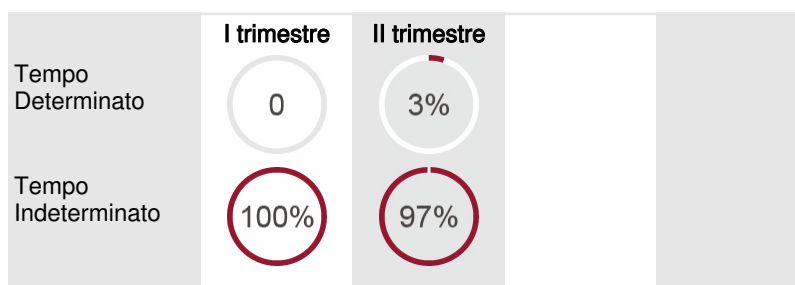 I trimestre II trimestre
Tempo
Determinato
0 3%
Tempo
Indeterminato
100% 97%